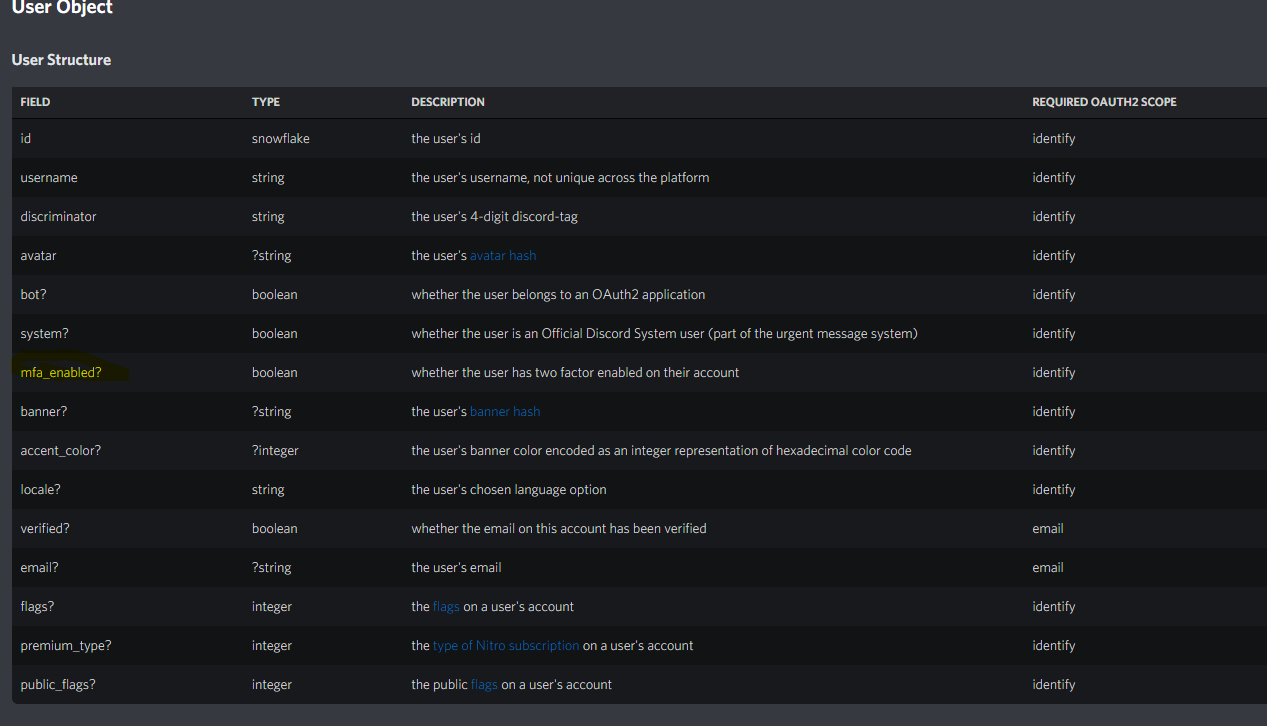 User Object
User Structure
FIELD TYPE DESCRIPTION REQUIRED OAUTH2 SCOPE
id snowflake the user's id identify
username string the user's username, not unique across the platform identify
discriminator string the user's 4-digit discord-tag identify
avatar ?string the user's avatar hash identify
bot? boolean whether the user belongs to an OAuth2 application identify
system? boolean whether the user is an Official Discord System user (part of the urgent message system) identify
mfa_enabled? boolean whether the user has two factor enabled on their account identify
banner? ?string the user's banner hash identify
accent_color? ?integer the user's banner color encoded as an integer representation of hexadecimal color code identify
locale? string the user's chosen language option identify
verified? boolean whether the email on this account has been verified email
email? ?string the user's email email
flags? integer the flags on a user's account identify
premium_type? integer the type of Nitro subscription on a user's account identify
public_flags? integer the public flags on a user's account identify